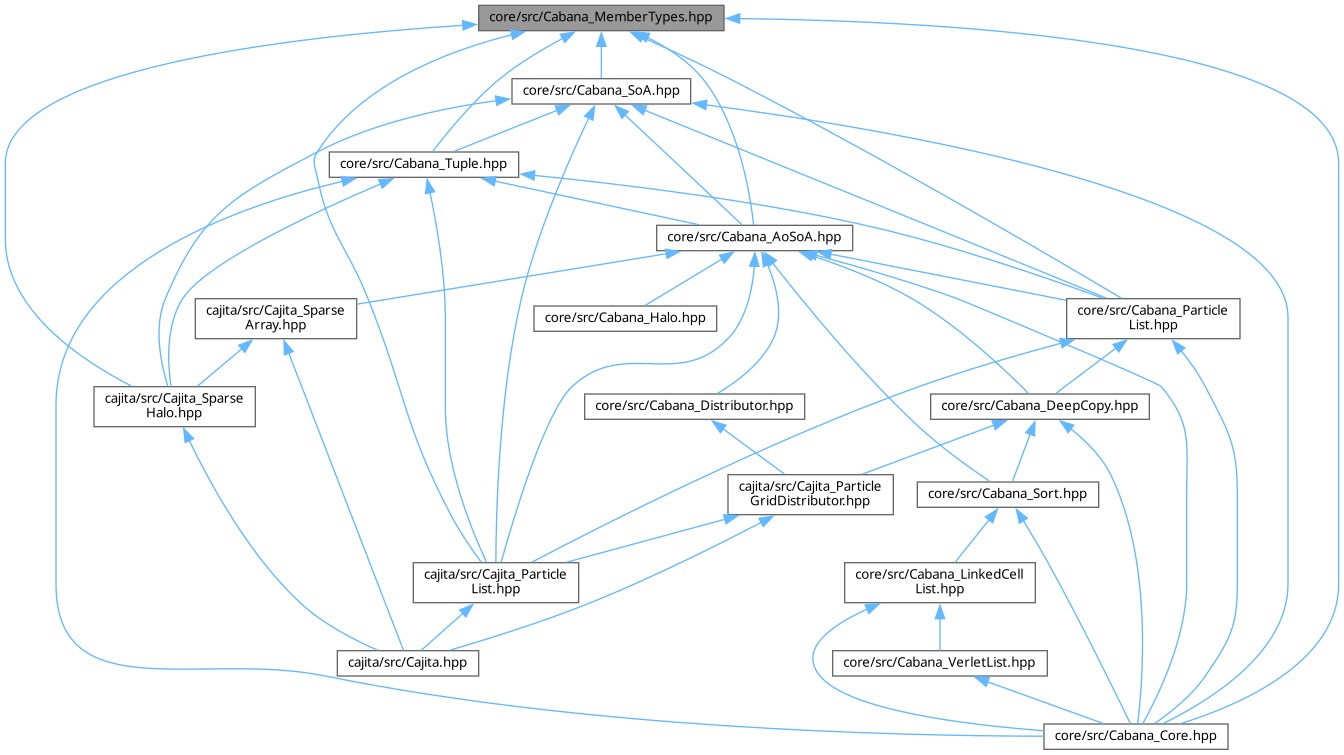 core/src/Cabana_MemberTypes.hpp
core/src/Cabana_SoA.hpp
core/src/Cabana_Tuple.hpp
core/src/Cabana_AoSoA.hpp
cajita/src/Cajita_Sparse
Array.hpp
core/src/Cabana_Halo.hpp
core/src/Cabana_Particle
List.hpp
cajita/src/Cajita_Sparse
Halo.hpp
core/src/Cabana_Distributor.hpp
core/src/Cabana_DeepCopy.hpp
cajita/src/Cajita_Particle
GridDistributor.hpp
core/src/Cabana_Sort.hpp
cajita/src/Cajita_Particle
List.hpp
core/src/Cabana_LinkedCell
List.hpp
cajita/src/Cajita.hpp
core/src/Cabana_VerletList.hpp
core/src/Cabana_Core.hpp